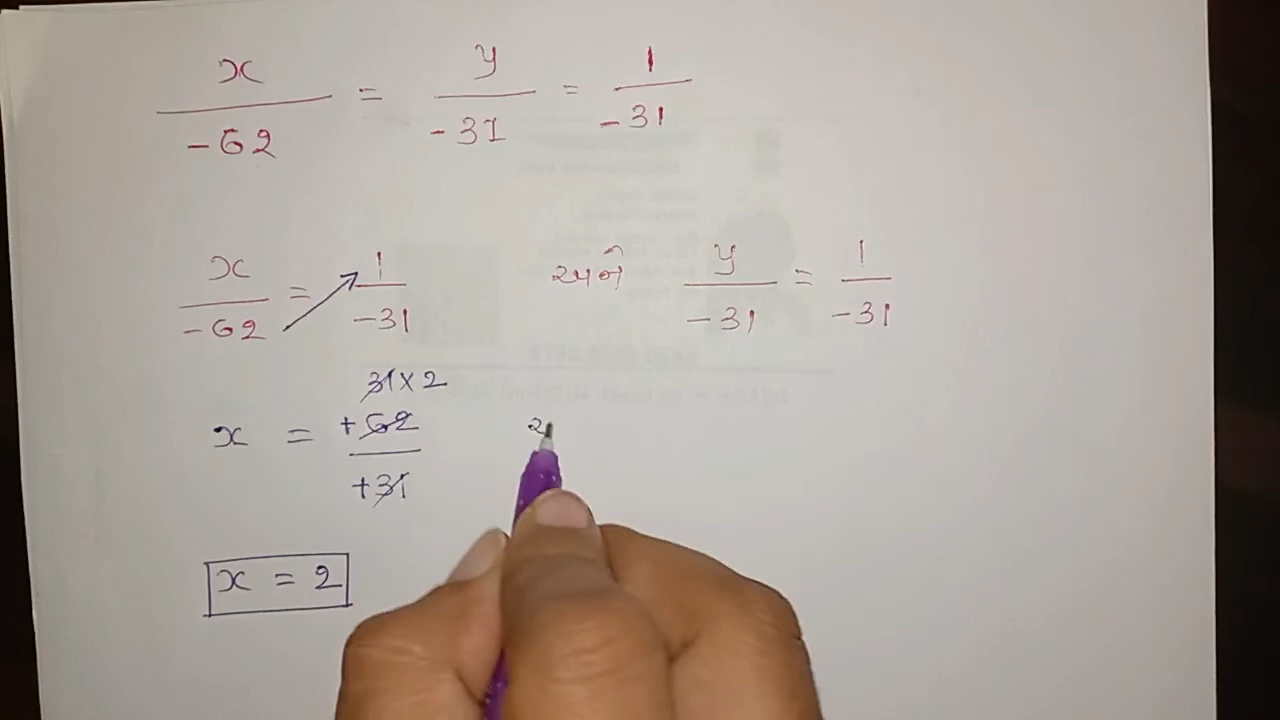 x/-62 = y/-31 = 1/-31
x/-62 = 1/-31 અને y/-31 = 1/-31
31 x 2
x = +62/+31
x = 2